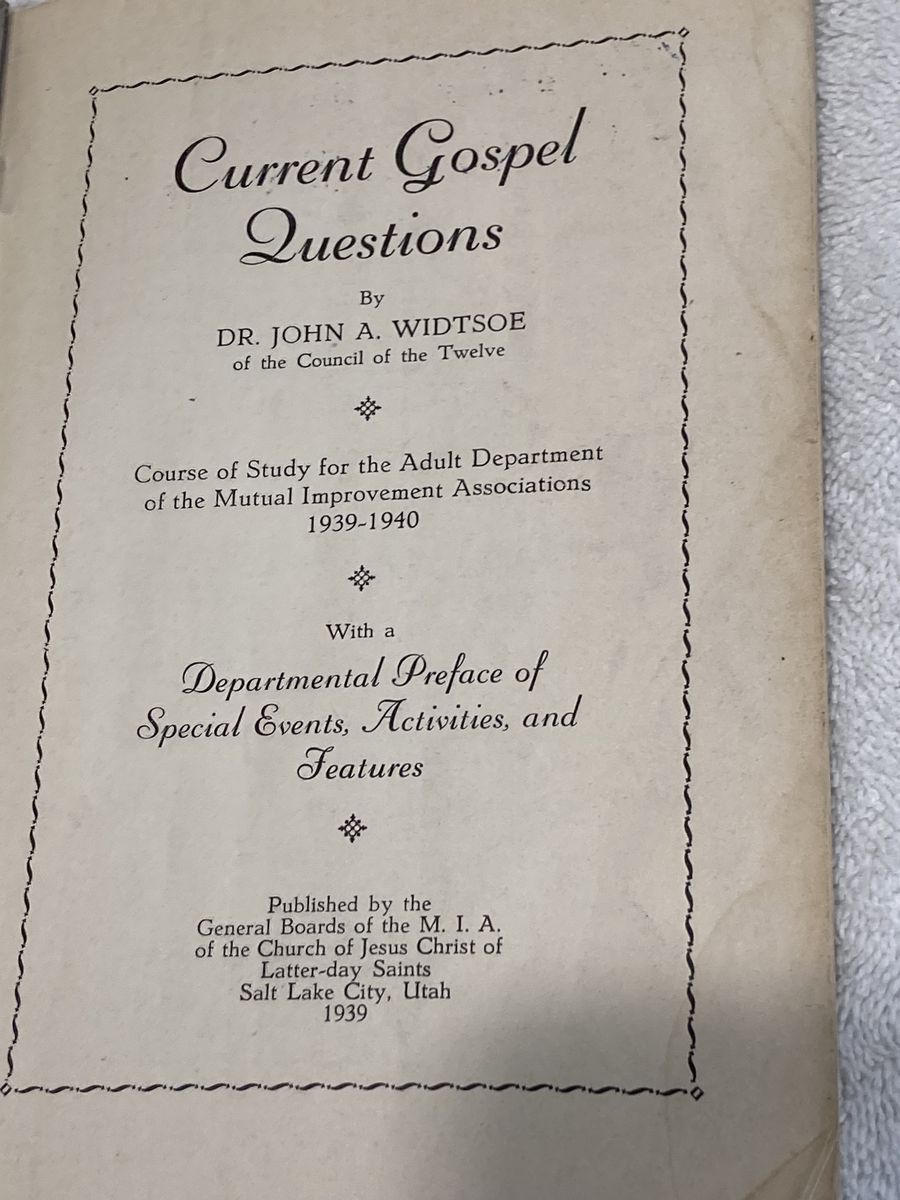 Current Gospel
Questions
By
DR. JOHN A. WIDTSOE
of the Council of the Twelve
Course of Study for the Adult Department
of the Mutual Improvement Associations
1939-1940
With a
Departmental Preface of
Special Events, Activities, and
Features
Published by the
General Boards of the M. I. A.
of the Church of Jesus Christ of
Latter-day Saints
Salt Lake City, Utah
1939